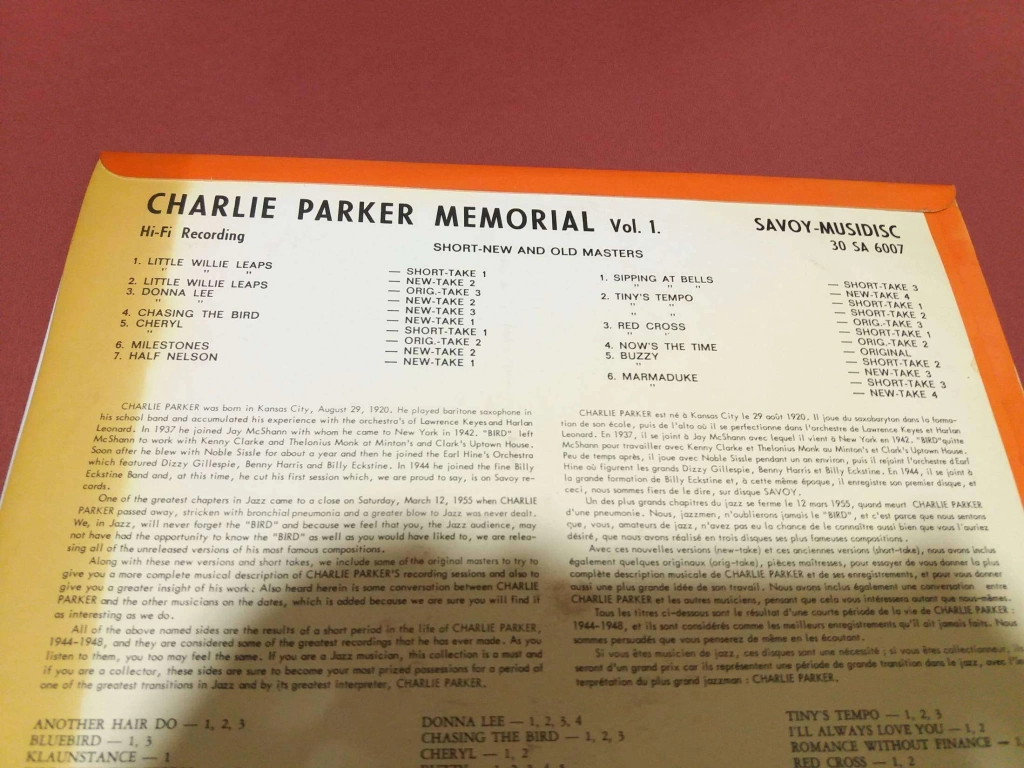 CHARLIE PARKER MEMORIAL Vol. 1.
SAVOY-MUSIDISC
30 SA 6007
Hi-Fi Recording
SHORT-NEW AND OLD MASTERS
1. LITTLE WILLIE LEAPS
" " "
2. LITTLE WILLIE LEAPS
3. DONNA LEE
" "
4. CHASING THE BIRD
5. CHERYL
"
6. MILESTONES
7. HALF NELSON
— SHORT-TAKE 1
— NEW-TAKE 2
— ORIG.-TAKE 3
— NEW-TAKE 2
— NEW-TAKE 3
— NEW-TAKE 1
— SHORT-TAKE 1
— ORIG.-TAKE 2
— NEW-TAKE 2
— NEW-TAKE 1
1. SIPPING AT BELLS
" " "
2. TINY'S TEMPO
" "
" "
3. RED CROSS
" "
4. NOW'S THE TIME
5. BUZZY
"
6. MARMADUKE
"
— SHORT-TAKE 3
— NEW-TAKE 4
— SHORT-TAKE 1
— SHORT-TAKE 2
— ORIG.-TAKE 3
— SHORT-TAKE 1
— ORIG.-TAKE 2
— ORIGINAL
— SHORT-TAKE 2
— NEW-TAKE 3
— SHORT-TAKE 3
— NEW-TAKE 4
CHARLIE PARKER was born in Kansas City, August 29, 1920. He played baritone saxophone in
his school band and accumulated his experience with the orchestra's of Lawrence Keyes and Harlan
Leonard. In 1937 he joined Jay McShann with whom he came to New York in 1942. "BIRD" left
McShann to work with Kenny Clarke and Thelonius Monk at Minton's and Clark's Uptown House.
Soon after he blew with Noble Sissle for about a year and then he joined the Earl Hine's Orchestra
which featured Dizzy Gillespie, Benny Harris and Billy Eckstine. In 1944 he joined the fine Billy
Eckstine Band and, at this time, he cut his first session which, we are proud to say, is on Savoy re-
cords.
One of the greatest chapters in Jazz came to a close on Saturday, March 12, 1955 when CHARLIE
PARKER passed away, stricken with bronchial pneumonia and a greater blow to Jazz was never dealt.
We, in Jazz, will never forget the "BIRD" and because we feel that you, the Jazz audience, may
not have had the opportunity to know the "BIRD" as well as you would have liked to, we are relea-
sing all of the unreleased versions of his most famous compositions.
Along with these new versions and short takes, we include some of the original masters to try to
give you a more complete musical description of CHARLIE PARKER'S recording sessions and also to
give you a greater insight of his work; Also heard herein is some conversation between CHARLIE
PARKER and the other musicians on the dates, which is added because we are sure you will find it
as interesting as we do.
All of the above named sides are the results of a short period in the life of CHARLIE PARKER,
1944-1948, and they are considered some of the greatest recordings that he has ever made. As you
listen to them, you too may feel the same. If you are a Jazz musician, this collection is a must and
if you are a collector, these sides are sure to become your most prized possessions for a period of
one of the greatest transitions in Jazz and by its greatest interpreter, CHARLIE PARKER.
CHARLIE PARKER est né à Kansas City le 29 août 1920. Il joue du saxobaryton dans la forma-
tion de son école, puis de l'alto où il se perfectionne dans l'orchestre de Lawrence Keyes et Harlan
Leonard. En 1937, il se joint à Jay McShann avec lequel il vient à New York en 1942. "BIRD" quitte
McShann pour travailler avec Kenny Clarke et Thelonius Monk au Minton's et Clark's Uptown House.
Peu de temps après, il joue avec Noble Sissle pendant un an environ, puis il rejoint l'orchestre d'Earl
Hine où figurent les grands Dizzy Gillespie, Benny Harris et Billy Eckstine. En 1944, il se joint à
la grande formation de Billy Eckstine et, à cette même époque, il enregistre son premier disque, et
ceci, nous sommes fiers de le dire, sur disque SAVOY.
Un des plus grands chapitres du jazz se ferme le 12 mars 1955, quand meurt CHARLIE PARKER
d'une pneumonie. Nous, jazzmen, n'oublierons jamais le "BIRD", et c'est parce que nous sentons
que, vous, amateurs de jazz, n'avez pas eu la chance de le connaître aussi bien que vous l'auriez
désiré, que nous avons réalisé en trois disques ses plus fameuses compositions.
Avec ces nouvelles versions (new-take) et ces anciennes versions (short-take), nous avons inclus
également quelques originaux (orig-take), pièces maîtresses, pour essayer de vous donner la plus
complète description musicale de CHARLIE PARKER et de ses enregistrements, et pour vous donner
aussi une plus grande idée de son travail. Nous avons inclus également une conversation entre
CHARLIE PARKER et les autres musiciens, pensant que cela vous intéressera autant que nous-mêmes.
Tous les titres ci-dessous sont le résultat d'une courte période de la vie de CHARLIE PARKER :
1944-1948, et ils sont considérés comme les meilleurs enregistrements qu'il ait jamais faits. Nous
sommes persuadés que vous penserez de même en les écoutant.
Si vous êtes musicien de jazz, ces disques sont une nécessité ; si vous êtes collectionneur, ils
seront d'un grand prix car ils représentent une période de grande transition dans le jazz, avec
terprétation du plus grand jazzman : CHARLIE PARKER.
ANOTHER HAIR DO — 1, 2, 3
BLUEBIRD — 1, 3
KLAUNSTANCE — 1
DONNA LEE — 1, 2, 3, 4
CHASING THE BIRD — 1, 2, 3
CHERYL — 1, 2
TINY'S TEMPO — 1, 2, 3
I'LL ALWAYS LOVE YOU — 1, 2
ROMANCE WITHOUT FINANCE — 1,
RED CROSS — 1, 2